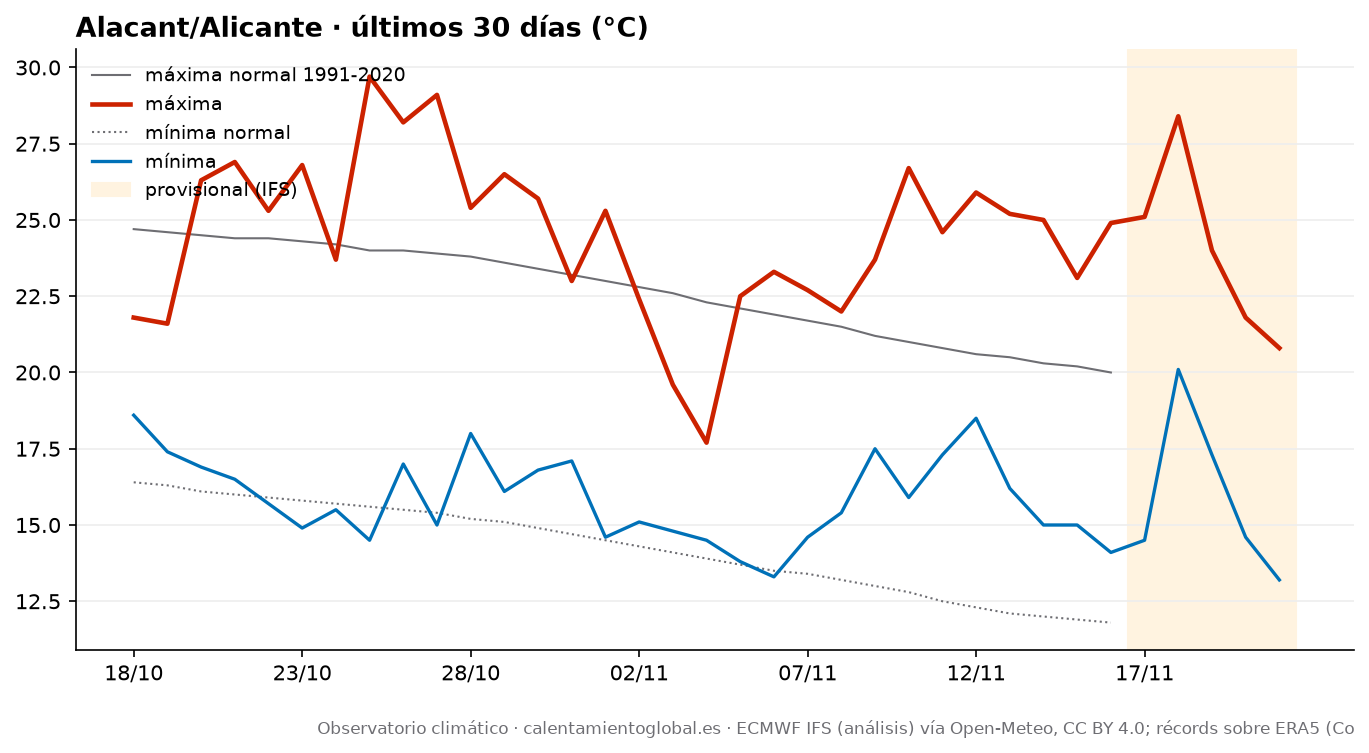 Alacant/Alicante · últimos 30 días (°C)
30.0
27.5
25.0
22.5
20.0
17.5
15.0
12.5
máxima normal 1991-2020
máxima
mínima normal
mínima
provisional (IFS)
18/10 23/10 28/10 02/11 07/11 12/11 17/11
Observatorio climático · calentamientoglobal.es · ECMWF IFS (análisis) vía Open-Meteo, CC BY 4.0; récords sobre ERA5 (Co